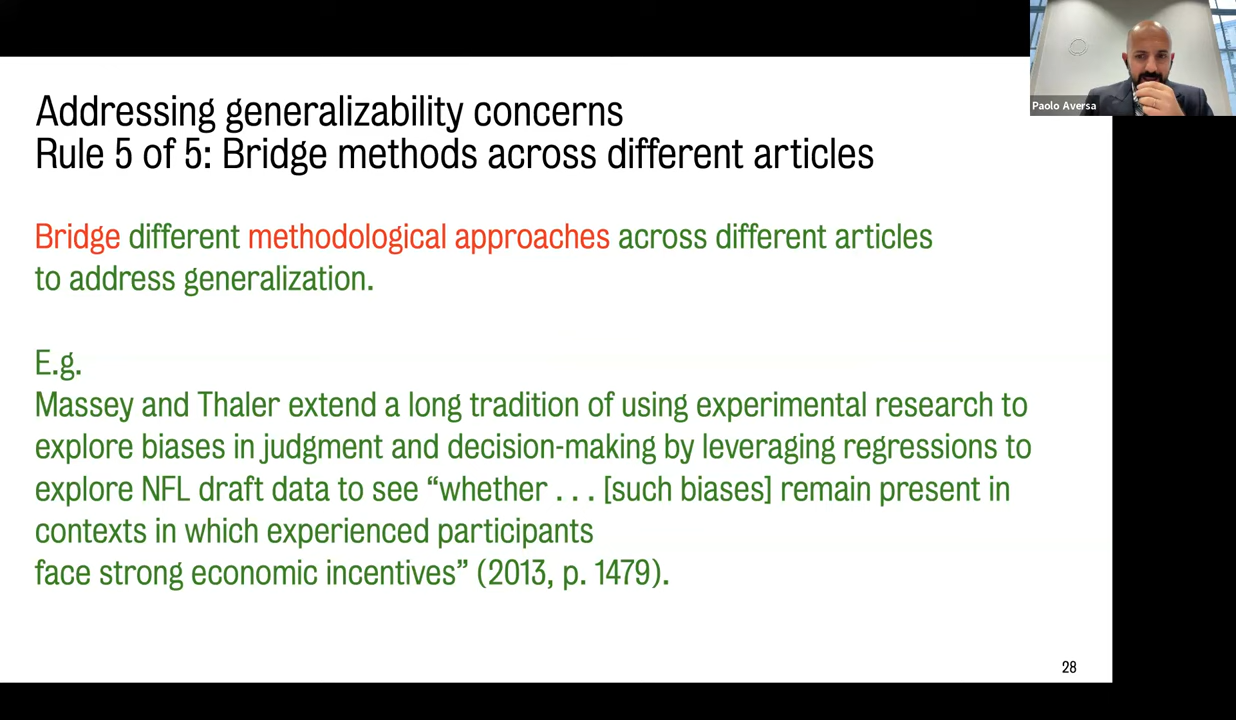 Addressing generalizability concerns
Rule 5 of 5: Bridge methods across different articles
Paolo Aversa
Bridge different methodological approaches across different articles
to address generalization.
E.g.
Massey and Thaler extend a long tradition of using experimental research to
explore biases in judgment and decision-making by leveraging regressions to
explore NFL draft data to see “whether . . . [such biases] remain present in
contexts in which experienced participants
face strong economic incentives” (2013, p. 1479).
28